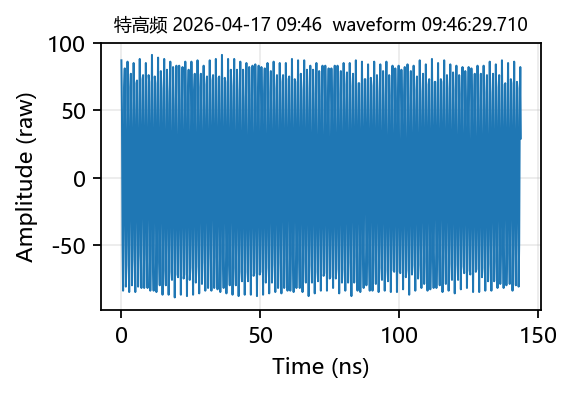 特高频 2026-04-17 09:46  waveform 09:46:29.710
100
50
0
-50
Amplitude (raw)
0 50 100 150
Time (ns)